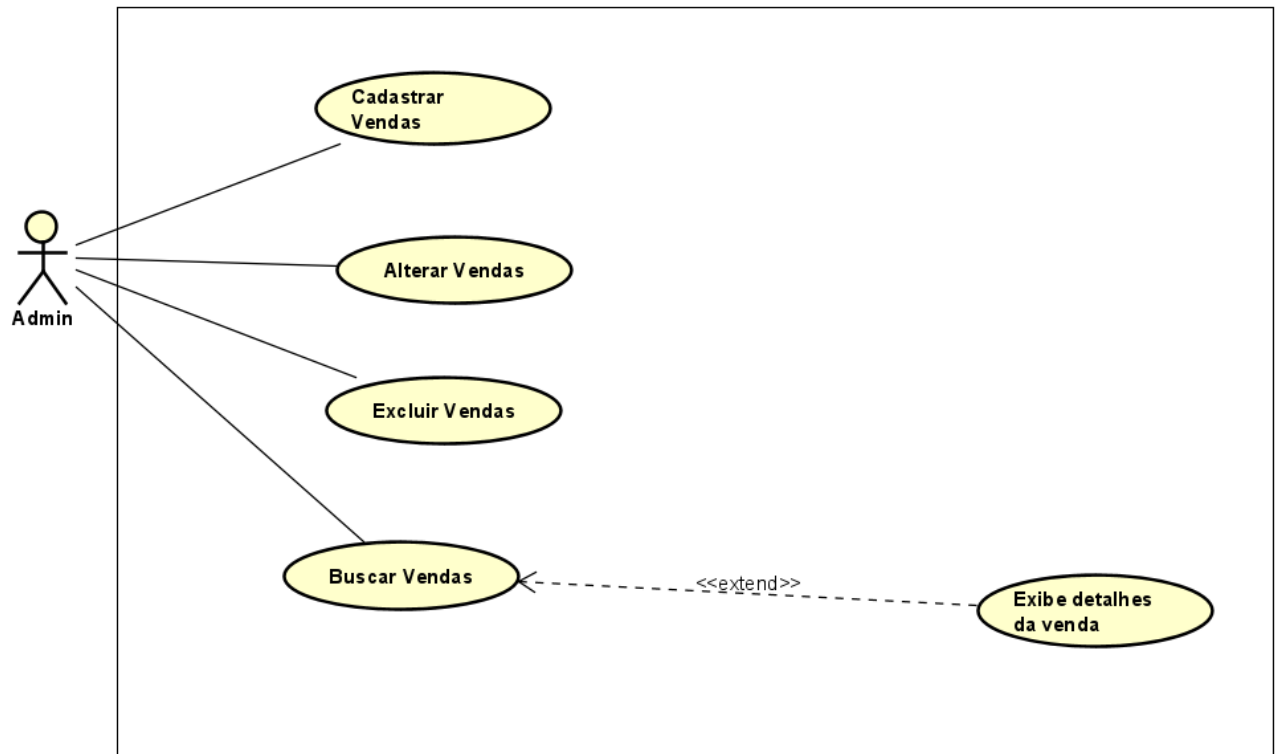 Cadastrar
Vendas
Alterar Vendas
Admin
Excluir Vendas
Buscar Vendas
<<extend>>
Exibe detalhes
da venda